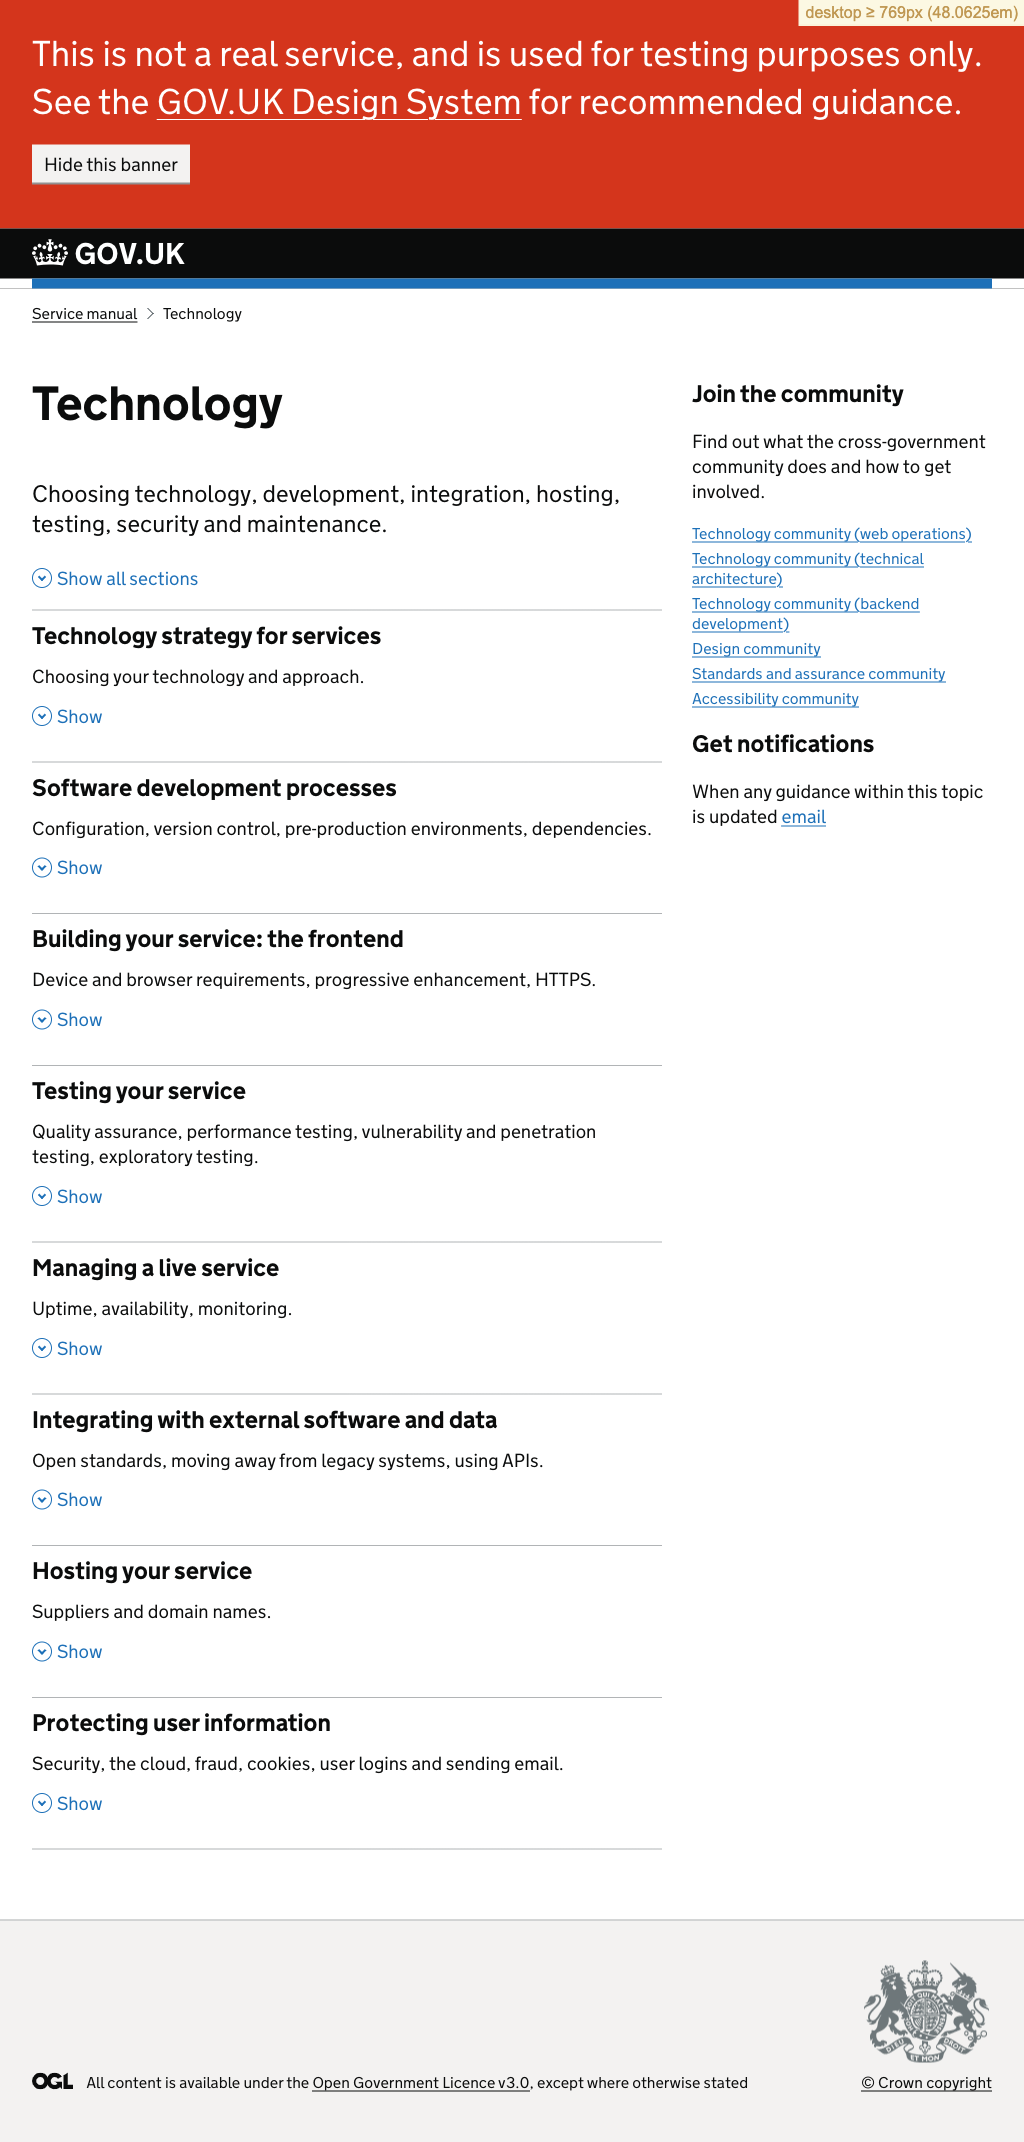 desktop ≥ 769px (48.0625em)
This is not a real service, and is used for testing purposes only.
See the GOV.UK Design System for recommended guidance.
Hide this banner
GOV.UK
Service manual
Technology
Technology
Choosing technology, development, integration, hosting,
testing, security and maintenance.
Show all sections
Technology strategy for services
Choosing your technology and approach.
Show
Software development processes
Configuration, version control, pre-production environments, dependencies.
Show
Building your service: the frontend
Device and browser requirements, progressive enhancement, HTTPS.
Show
Testing your service
Quality assurance, performance testing, vulnerability and penetration
testing, exploratory testing.
Show
Managing a live service
Uptime, availability, monitoring.
Show
Integrating with external software and data
Open standards, moving away from legacy systems, using APIs.
Show
Hosting your service
Suppliers and domain names.
Show
Protecting user information
Security, the cloud, fraud, cookies, user logins and sending email.
Show
Join the community
Find out what the cross-government
community does and how to get
involved.
Technology community (web operations)
Technology community (technical
architecture)
Technology community (backend
development)
Design community
Standards and assurance community
Accessibility community
Get notifications
When any guidance within this topic
is updated email
DIEU ET MON DROIT
OGL
All content is available under the Open Government Licence v3.0, except where otherwise stated
© Crown copyright